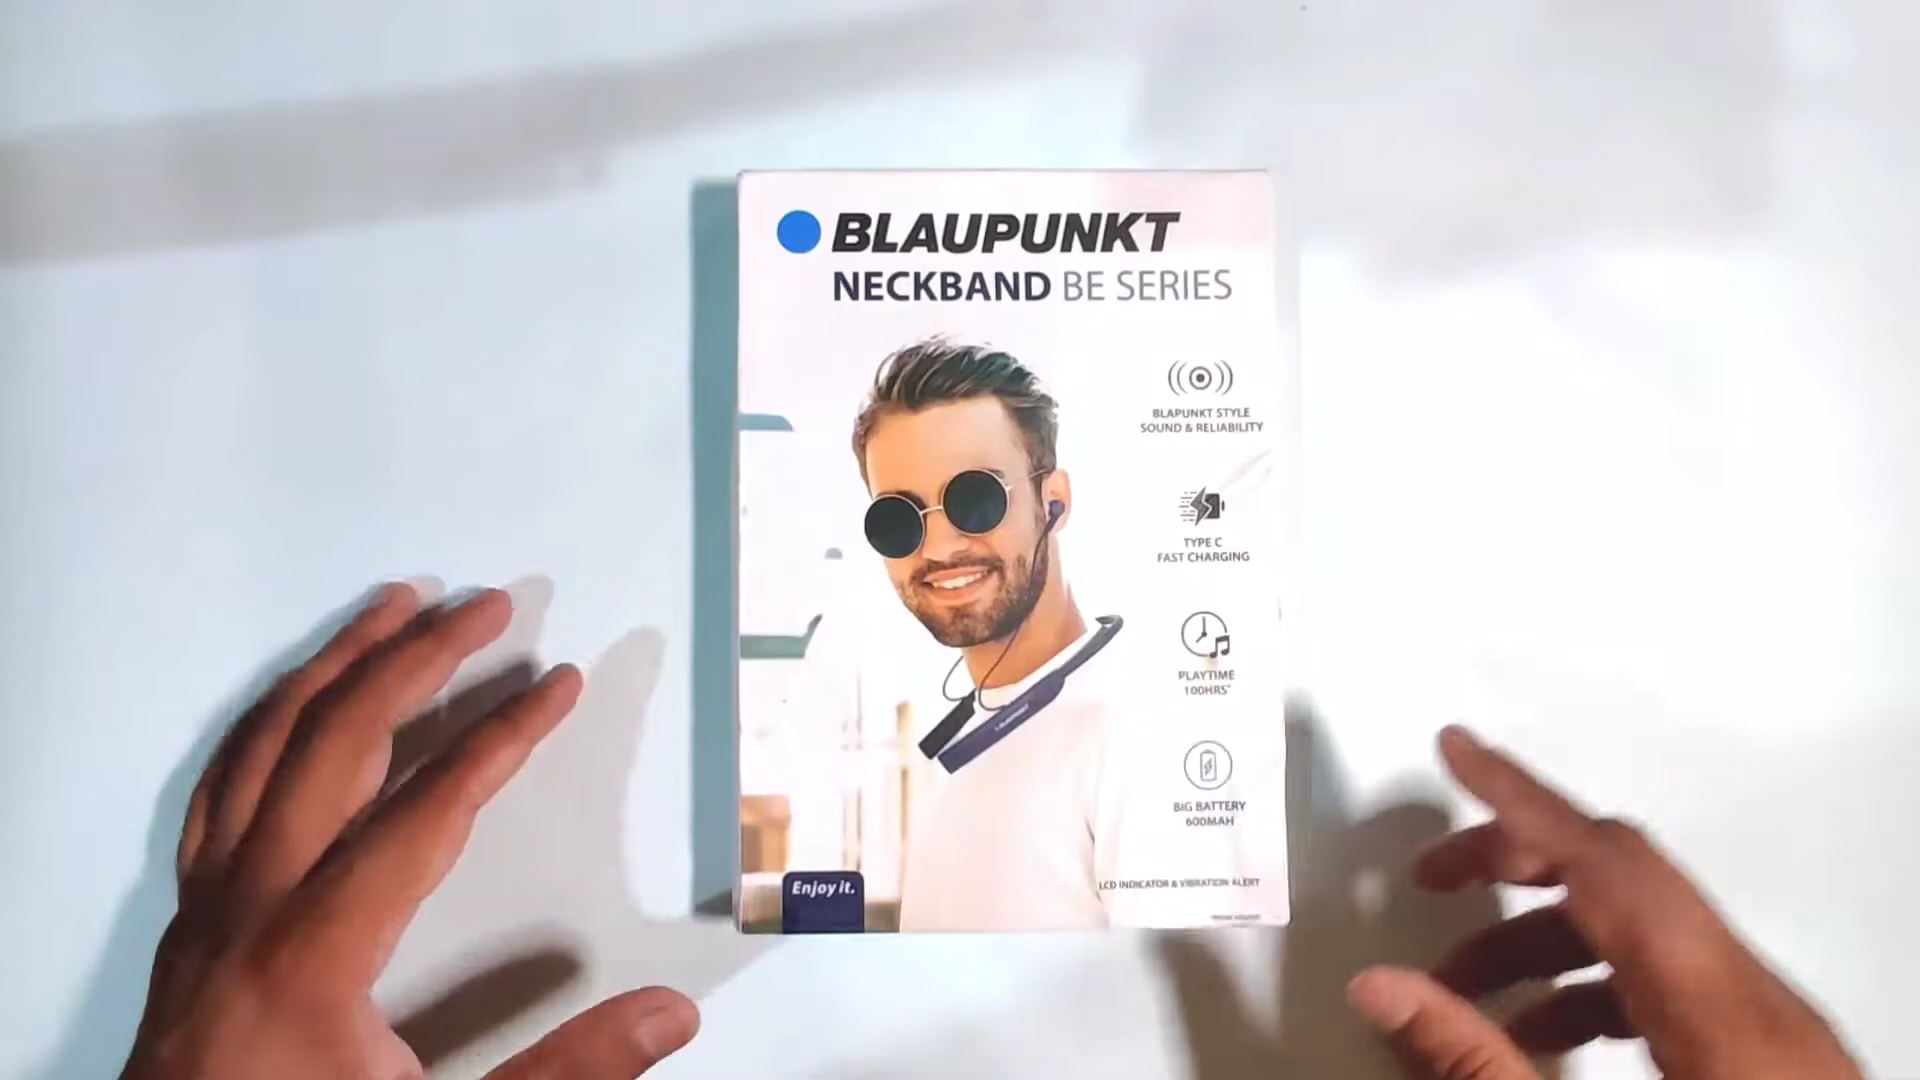 BLAUPUNKT
NECKBAND BE SERIES
BLAPUNKT STYLE
SOUND & RELIABILITY
TYPE C
FAST CHARGING
PLAYTIME
100HRS*
BIG BATTERY
600MAH
LCD INDICATOR & VIBRATION ALERT
Enjoy it.